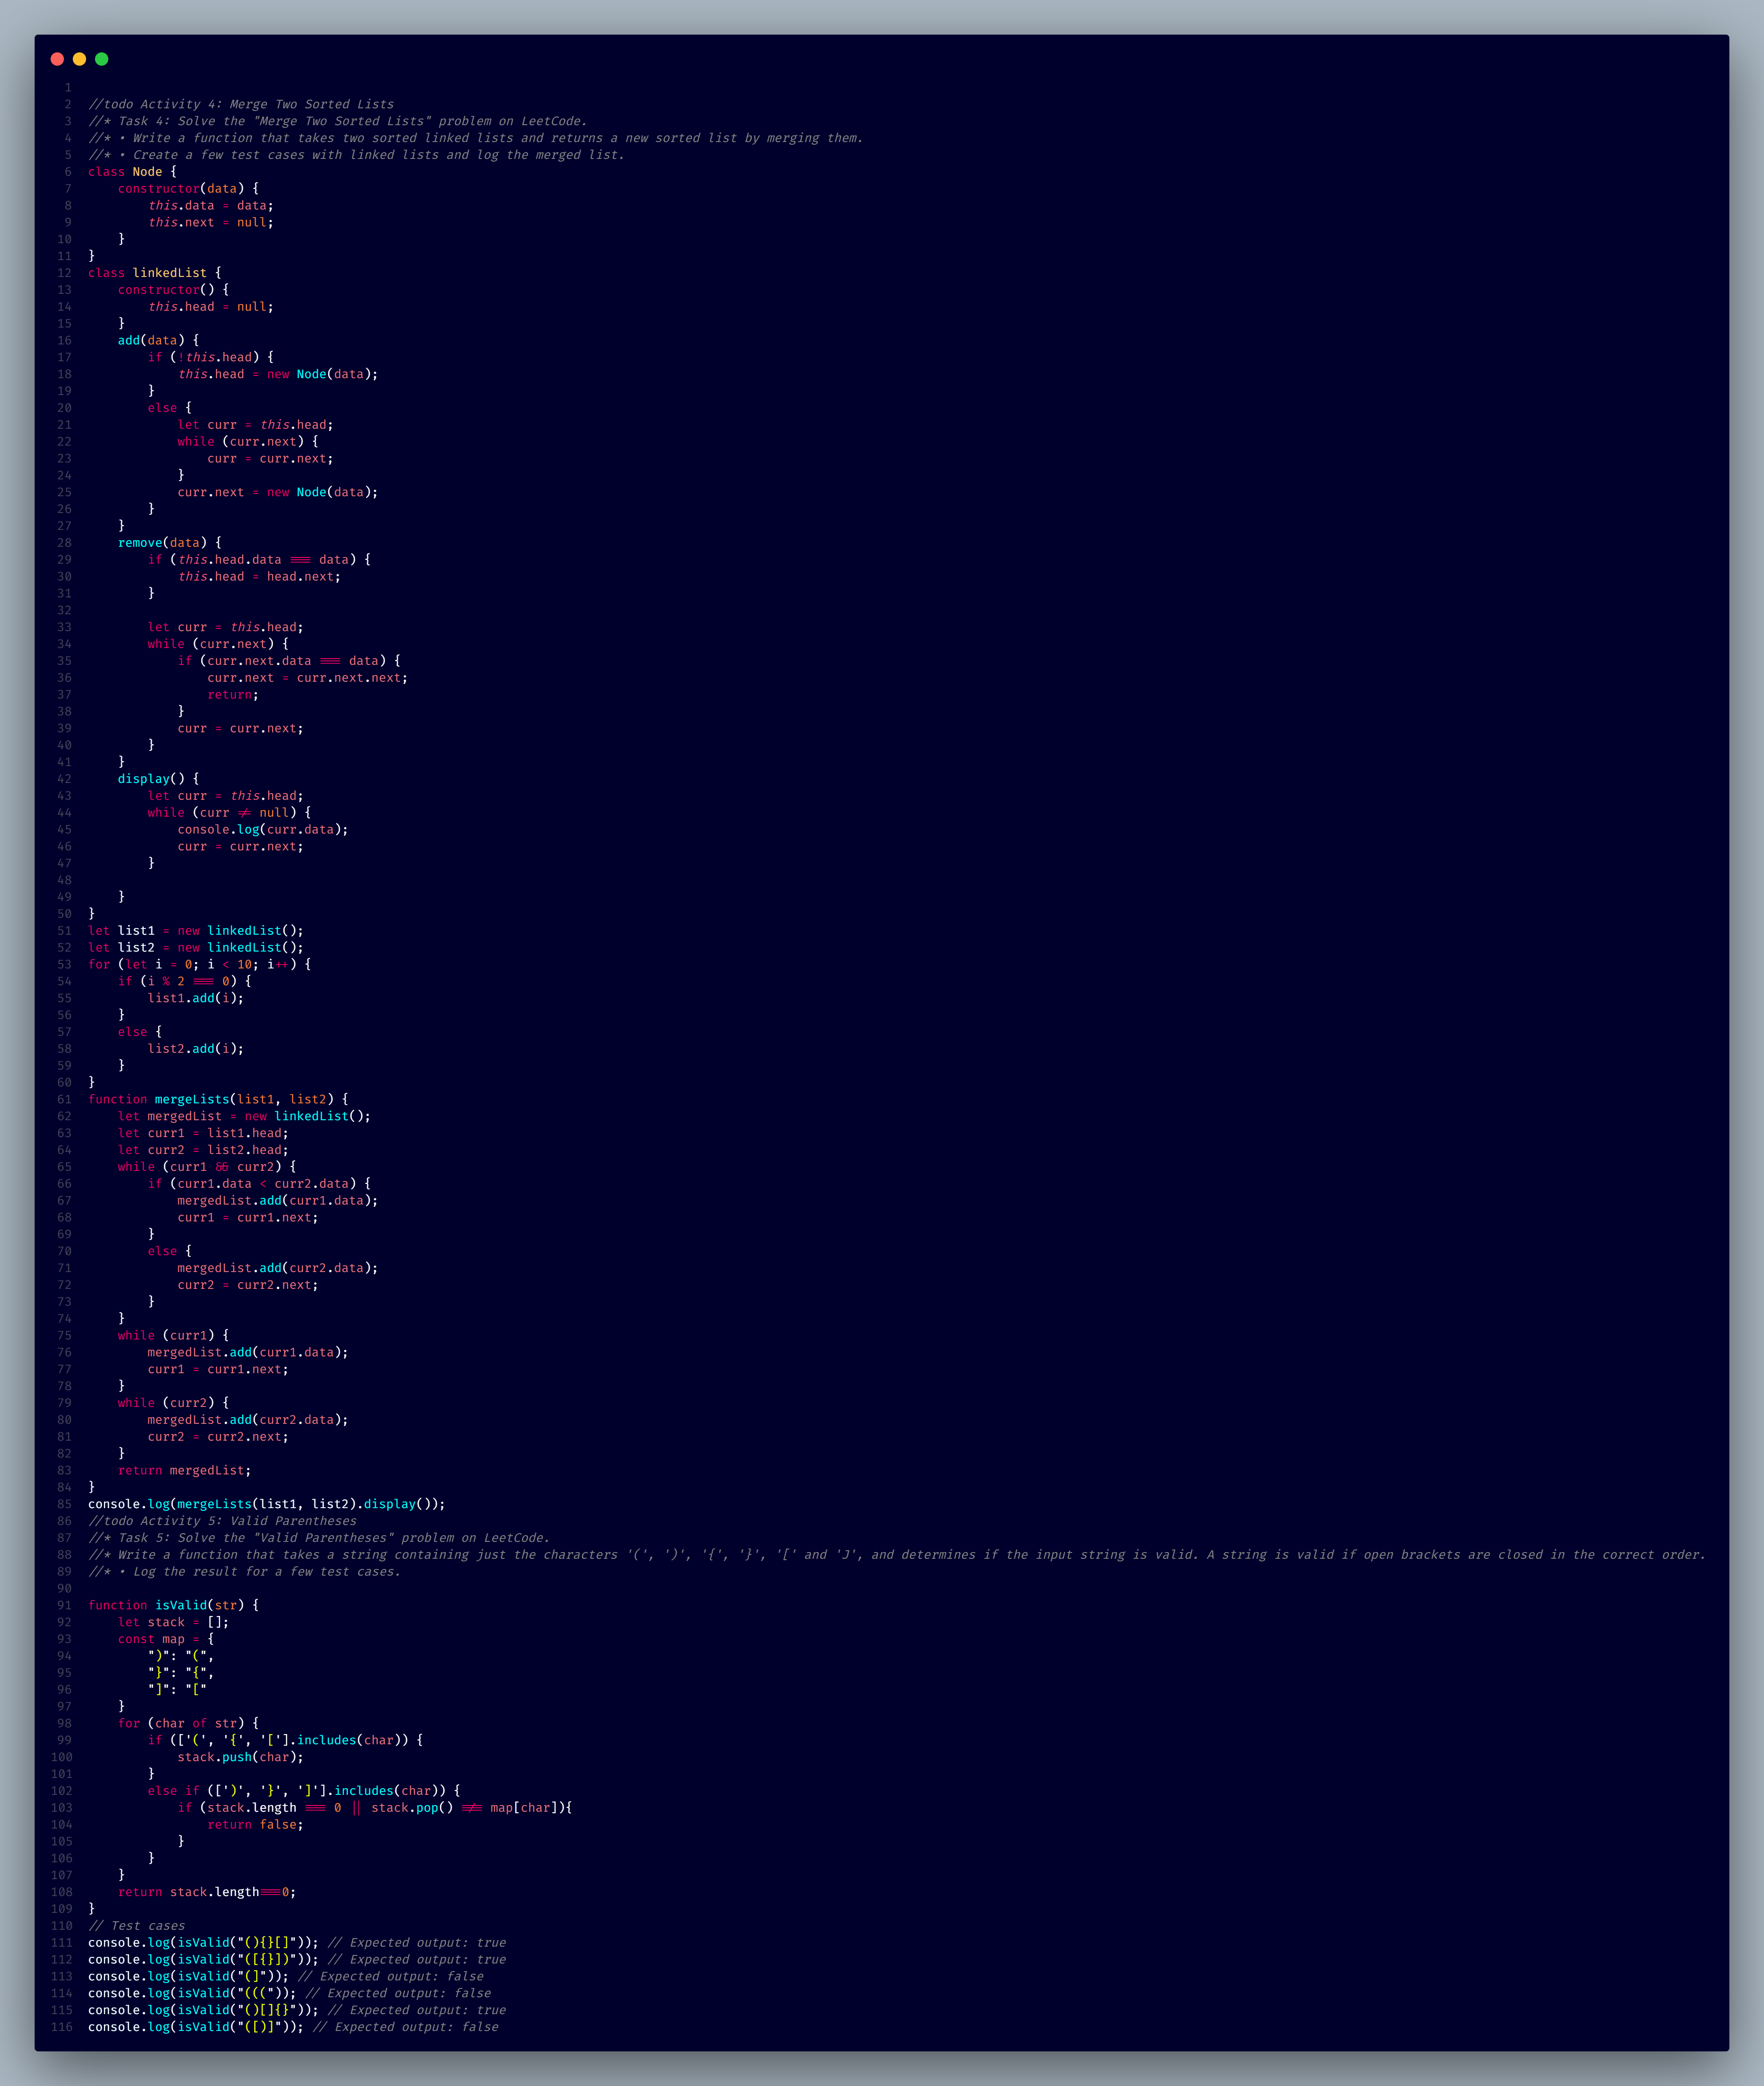 1
2 //todo Activity 4: Merge Two Sorted Lists
3 //* Task 4: Solve the "Merge Two Sorted Lists" problem on LeetCode.
4 //* • Write a function that takes two sorted linked lists and returns a new sorted list by merging them.
5 //* • Create a few test cases with linked lists and log the merged list.
6 class Node {
7     constructor(data) {
8         this.data = data;
9         this.next = null;
10     }
11 }
12 class linkedList {
13     constructor() {
14         this.head = null;
15     }
16     add(data) {
17         if (!this.head) {
18             this.head = new Node(data);
19         }
20         else {
21             let curr = this.head;
22             while (curr.next) {
23                 curr = curr.next;
24             }
25             curr.next = new Node(data);
26         }
27     }
28     remove(data) {
29         if (this.head.data === data) {
30             this.head = head.next;
31         }
32
33         let curr = this.head;
34         while (curr.next) {
35             if (curr.next.data === data) {
36                 curr.next = curr.next.next;
37                 return;
38             }
39             curr = curr.next;
40         }
41     }
42     display() {
43         let curr = this.head;
44         while (curr != null) {
45             console.log(curr.data);
46             curr = curr.next;
47         }
48
49     }
50 }
51 let list1 = new linkedList();
52 let list2 = new linkedList();
53 for (let i = 0; i < 10; i++) {
54     if (i % 2 === 0) {
55         list1.add(i);
56     }
57     else {
58         list2.add(i);
59     }
60 }
61 function mergeLists(list1, list2) {
62     let mergedList = new linkedList();
63     let curr1 = list1.head;
64     let curr2 = list2.head;
65     while (curr1 && curr2) {
66         if (curr1.data < curr2.data) {
67             mergedList.add(curr1.data);
68             curr1 = curr1.next;
69         }
70         else {
71             mergedList.add(curr2.data);
72             curr2 = curr2.next;
73         }
74     }
75     while (curr1) {
76         mergedList.add(curr1.data);
77         curr1 = curr1.next;
78     }
79     while (curr2) {
80         mergedList.add(curr2.data);
81         curr2 = curr2.next;
82     }
83     return mergedList;
84 }
85 console.log(mergeLists(list1, list2).display());
86 //todo Activity 5: Valid Parentheses
87 //* Task 5: Solve the "Valid Parentheses" problem on LeetCode.
88 //* Write a function that takes a string containing just the characters '(', ')', '{', '}', '[' and 'J', and determines if the input string is valid. A string is valid if open brackets are closed in the correct order.
89 //* • Log the result for a few test cases.
90
91 function isValid(str) {
92     let stack = [];
93     const map = {
94         ")": "(",
95         "}": "{",
96         "]": "["
97     }
98     for (char of str) {
99         if (['(', '{', '['].includes(char)) {
100             stack.push(char);
101         }
102         else if ([')', '}', ']'].includes(char)) {
103             if (stack.length === 0 || stack.pop() !== map[char]){
104                 return false;
105             }
106         }
107     }
108     return stack.length===0;
109 }
110 // Test cases
111 console.log(isValid("(){}[]")); // Expected output: true
112 console.log(isValid("([{}])")); // Expected output: true
113 console.log(isValid("(]")); // Expected output: false
114 console.log(isValid("(((")); // Expected output: false
115 console.log(isValid("()[]{}")); // Expected output: true
116 console.log(isValid("([)]")); // Expected output: false